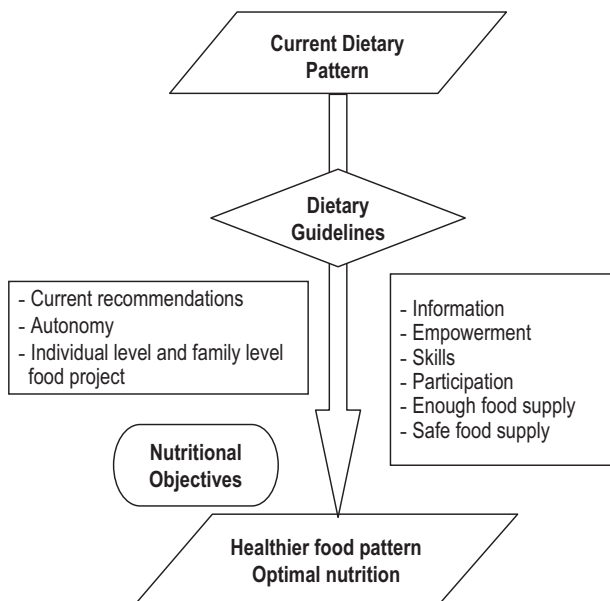 Current Dietary
Pattern
Dietary
Guidelines
- Current recommendations
- Autonomy
- Individual level and family level
food project
- Information
- Empowerment
- Skills
- Participation
- Enough food supply
- Safe food supply
Nutritional
Objectives
Healthier food pattern
Optimal nutrition